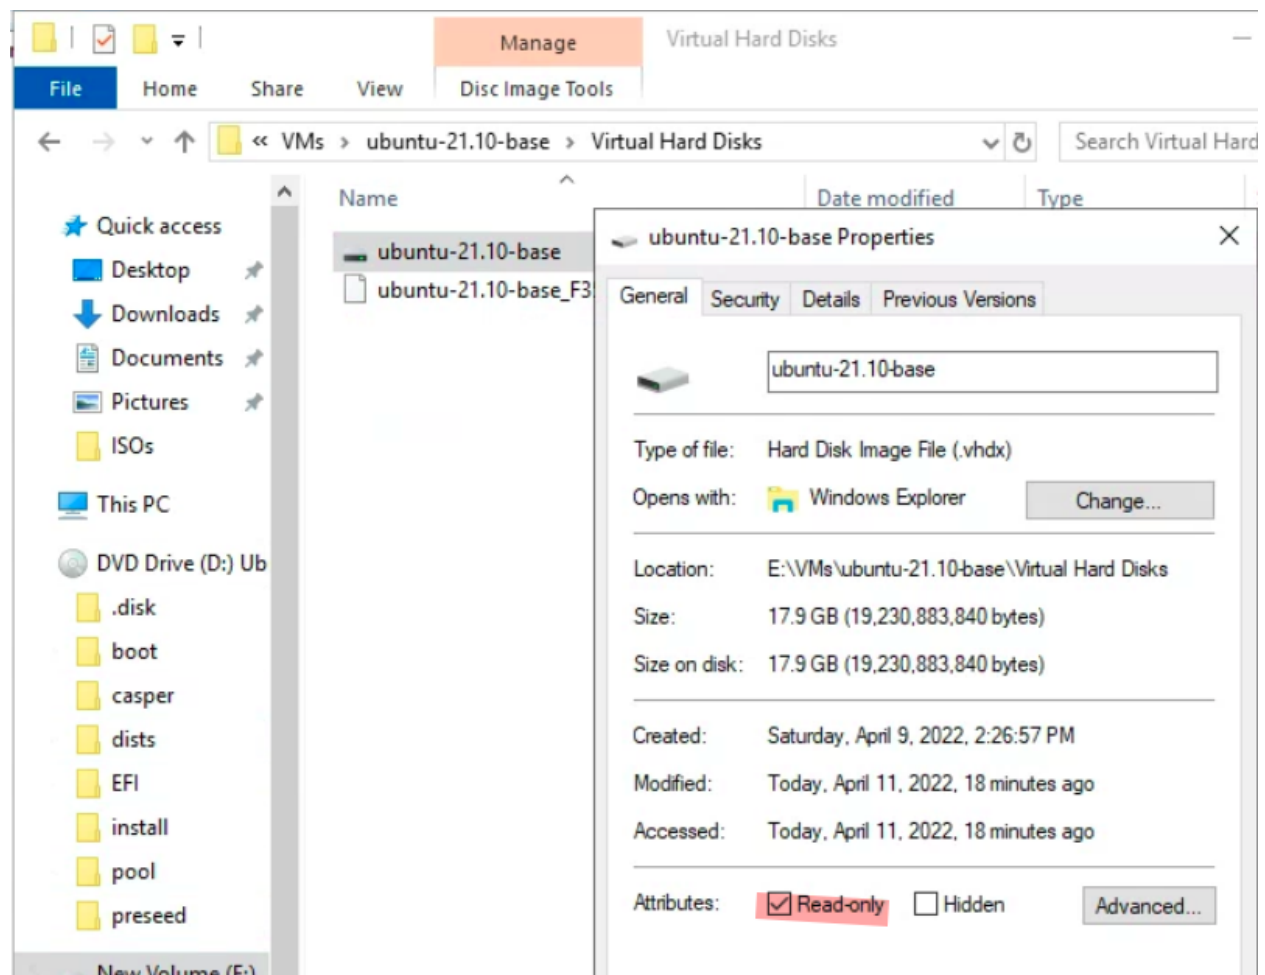 Manage
Virtual Hard Disks
File
Home
Share
View
Disc Image Tools
« VMs > ubuntu-21.10-base > Virtual Hard Disks
Search Virtual Hard
Name
Date modified
Type
Quick access
Desktop
Downloads
Documents
Pictures
ISOs
This PC
DVD Drive (D:) Ub
.disk
boot
casper
dists
EFI
install
pool
preseed
New Volume (E:)
ubuntu-21.10-base
ubuntu-21.10-base_F3
ubuntu-21.10-base Properties
General
Security
Details
Previous Versions
ubuntu-21.10-base
Type of file: Hard Disk Image File (.vhdx)
Opens with: Windows Explorer
Change...
Location: E:\VMs\ubuntu-21.10-base\Virtual Hard Disks
Size: 17.9 GB (19,230,883,840 bytes)
Size on disk: 17.9 GB (19,230,883,840 bytes)
Created: Saturday, April 9, 2022, 2:26:57 PM
Modified: Today, April 11, 2022, 18 minutes ago
Accessed: Today, April 11, 2022, 18 minutes ago
Attributes: Read-only Hidden
Advanced...